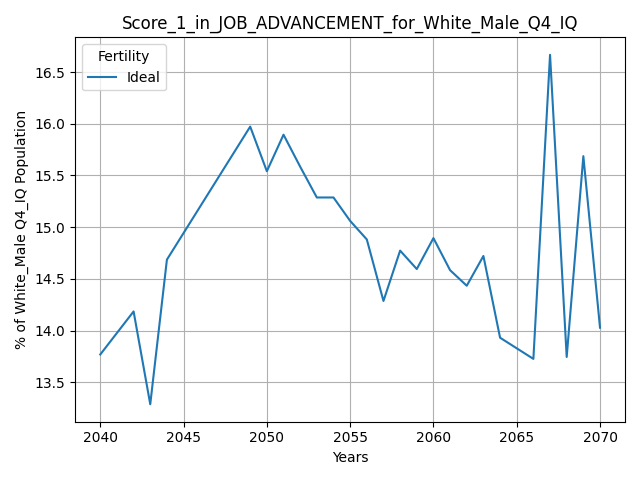 Score_1_in_JOB_ADVANCEMENT_for_White_Male_Q4_IQ
Fertility
Ideal
% of White_Male Q4_IQ Population
16.5
16.0
15.5
15.0
14.5
14.0
13.5
2040 2045 2050 2055 2060 2065 2070
Years